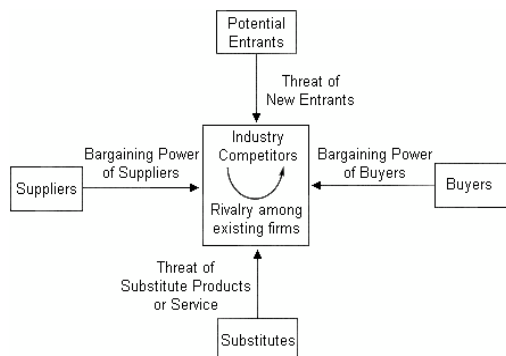 Potential
Entrants
Threat of
New Entrants
Industry
Competitors
Bargaining Power
of Suppliers
Bargaining Power
of Buyers
Suppliers
Buyers
Rivalry among
existing firms
Threat of
Substitute Products
or Service
Substitutes